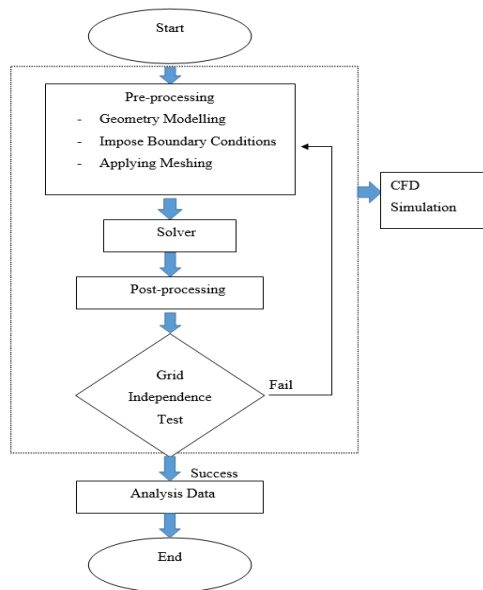 Start
Pre-processing
- Geometry Modelling
- Impose Boundary Conditions
- Applying Meshing
CFD
Simulation
Solver
Post-processing
Grid
Independence
Test
Fail
Success
Analysis Data
End